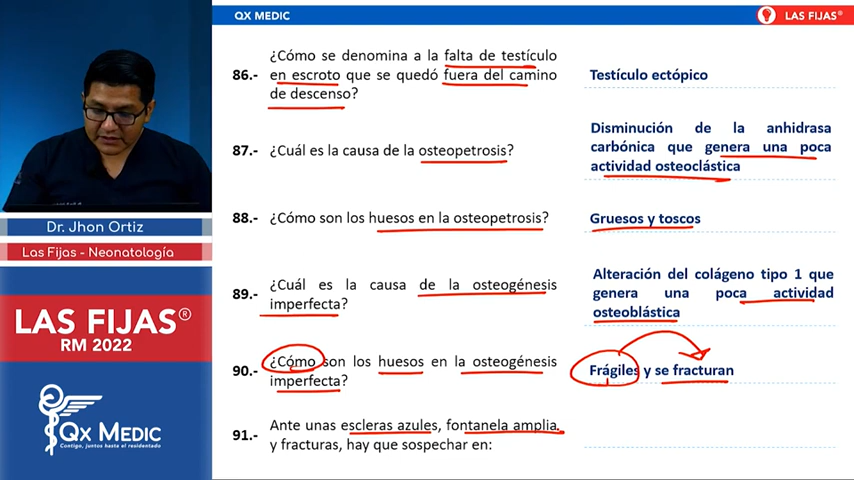 QX MEDIC
LAS FIJAS®
86.- ¿Cómo se denomina a la falta de testículo
en escroto que se quedó fuera del camino
de descenso?
Testículo ectópico
87.- ¿Cuál es la causa de la osteopetrosis?
Disminución de la anhidrasa
carbónica que genera una poca
actividad osteoclástica
88.- ¿Cómo son los huesos en la osteopetrosis?
Gruesos y toscos
89.- ¿Cuál es la causa de la osteogénesis
imperfecta?
Alteración del colágeno tipo 1 que
genera una poca actividad
osteoblástica
90.- ¿Cómo son los huesos en la osteogénesis
imperfecta?
Frágiles y se fracturan
91.- Ante unas escleras azules, fontanela amplia
y fracturas, hay que sospechar en:
Dr. Jhon Ortiz
Las Fijas - Neonatología
LAS FIJAS®
RM 2022
QX MEDIC
Contigo, juntos hasta el residentado